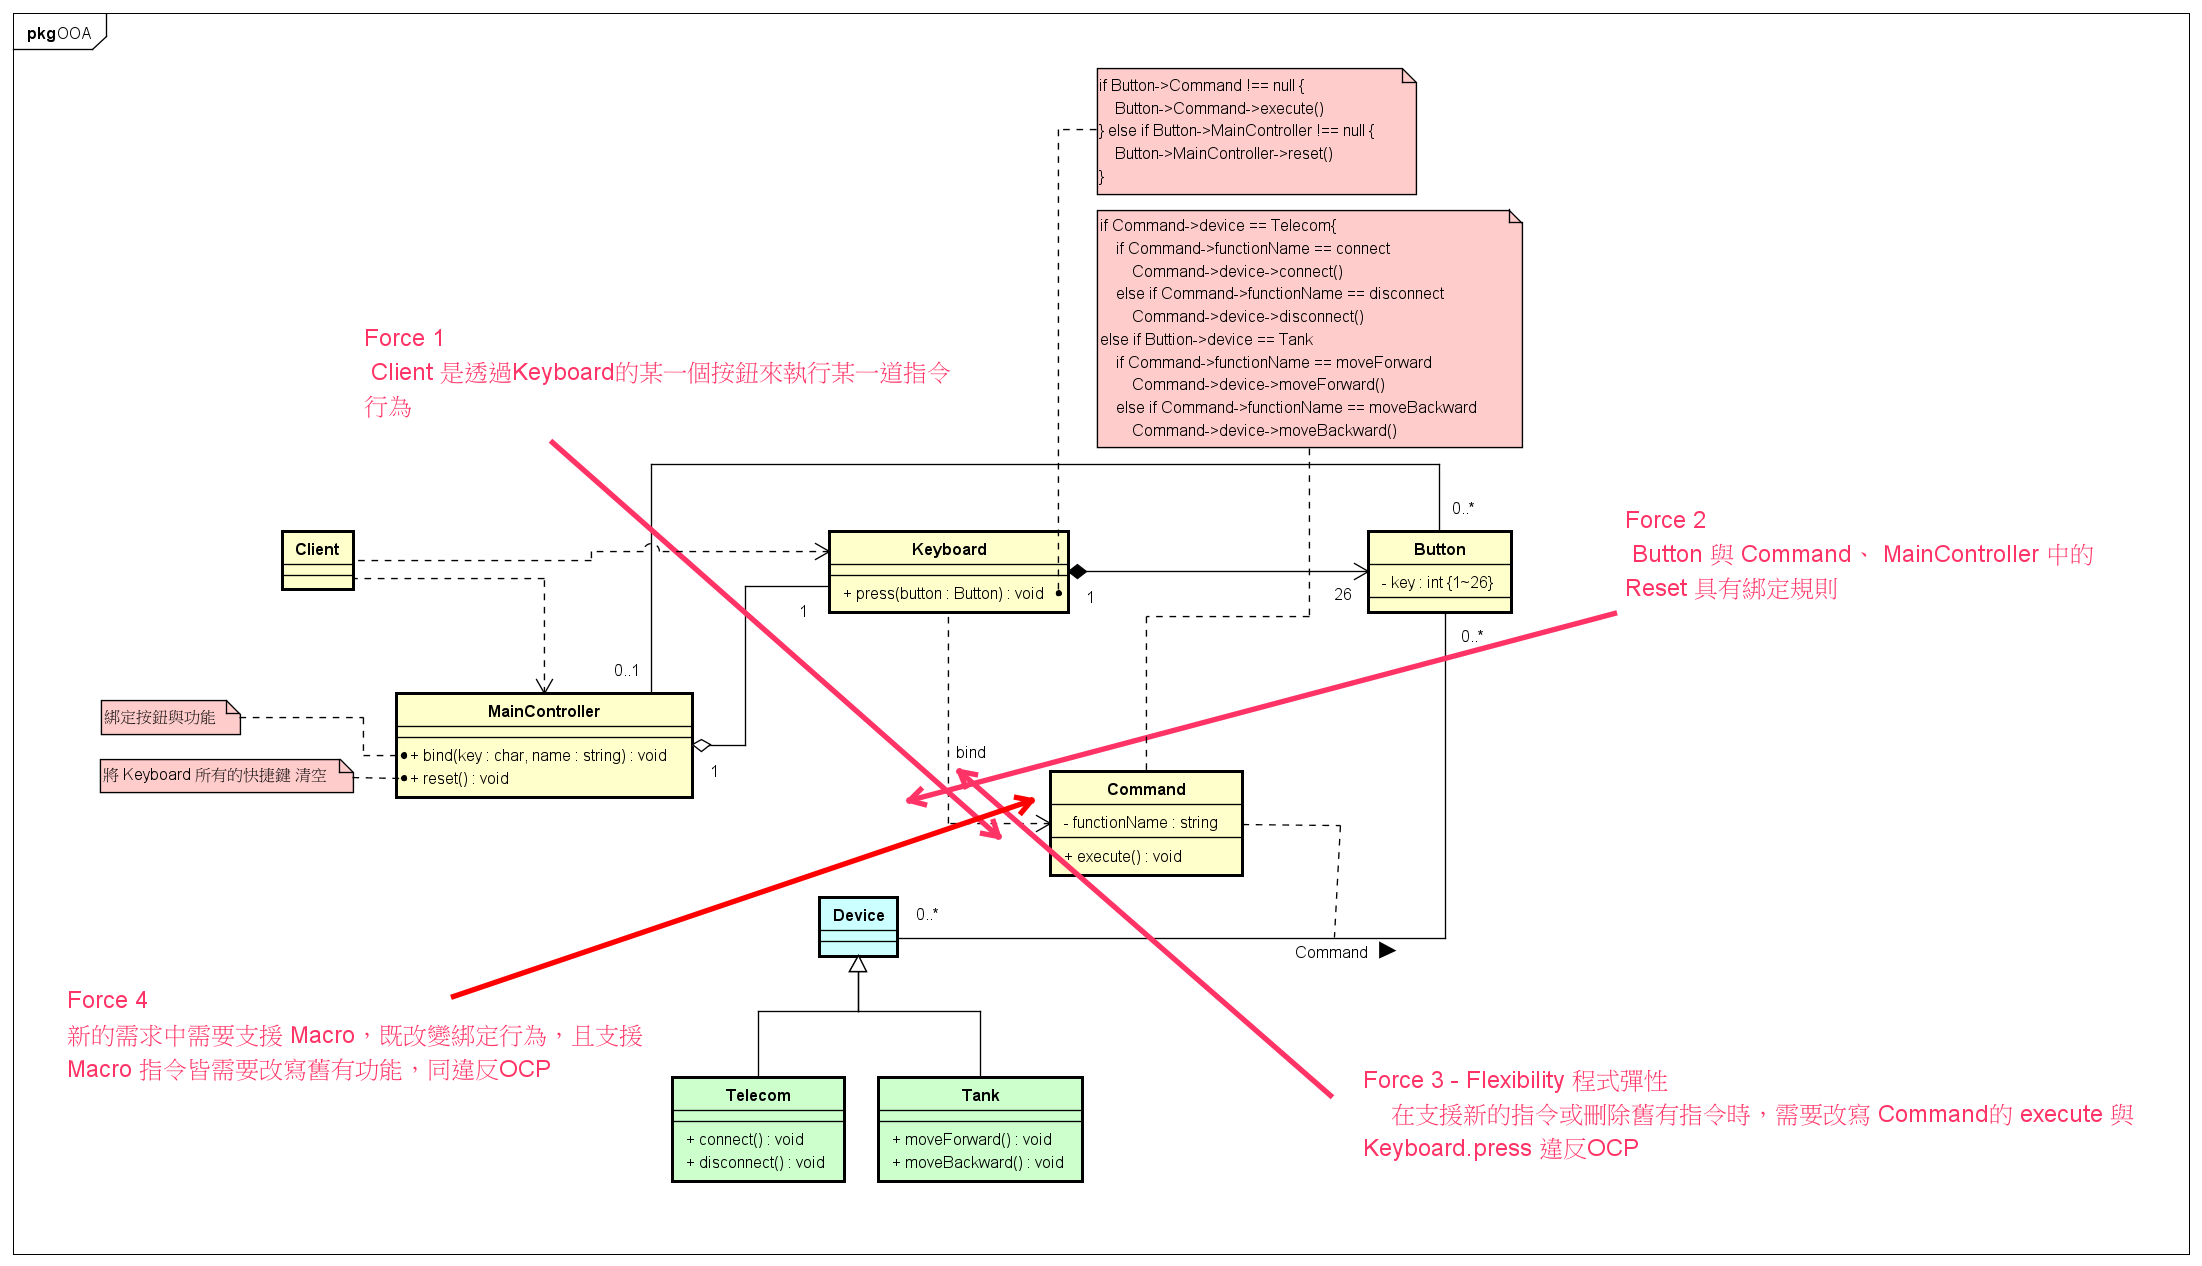 pkg OOA
if Button->Command !== null {
Button->Command->execute()
} else if Button->MainController !== null {
Button->MainController->reset()
}
if Command->device == Telecom{
if Command->functionName == connect
Command->device->connect()
else if Command->functionName == disconnect
Command->device->disconnect()
else if Buttion->device == Tank
if Command->functionName == moveForward
Command->device->moveForward()
else if Command->functionName == moveBackward
Command->device->moveBackward()
Force 1
Client 是透過Keyboard的某一個按鈕來執行某一道指令
行為
Force 2
Button 與 Command、 MainController 中的
Reset 具有綁定規則
0..*
Client
Keyboard
+ press(button : Button) : void
1
26
Button
- key : int {1~26}
1
0..*
0..1
MainController
+ bind(key : char, name : string) : void
+ reset() : void
綁定按鈕與功能
將 Keyboard 所有的快捷鍵 清空
1
bind
Command
- functionName : string
+ execute() : void
Device
0..*
Command
Force 4
新的需求中需要支援 Macro，既改變綁定行為，且支援
Macro 指令皆需要改寫舊有功能，同違反OCP
Telecom
+ connect() : void
+ disconnect() : void
Tank
+ moveForward() : void
+ moveBackward() : void
Force 3 - Flexibility 程式彈性
在支援新的指令或刪除舊有指令時，需要改寫 Command的 execute 與
Keyboard.press 違反OCP